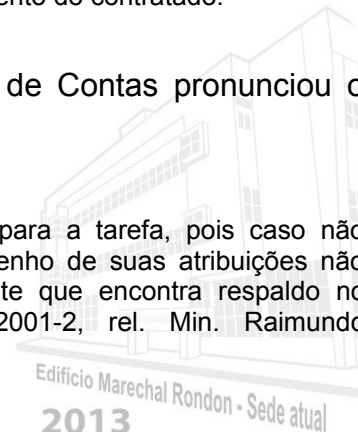 ento do contratado.
de Contas pronunciou o
para a tarefa, pois caso não
enho de suas atribuições não
te que encontra respaldo no
2001-2, rel. Min. Raimundo
Edifício Marechal Rondon - Sede atual
2013